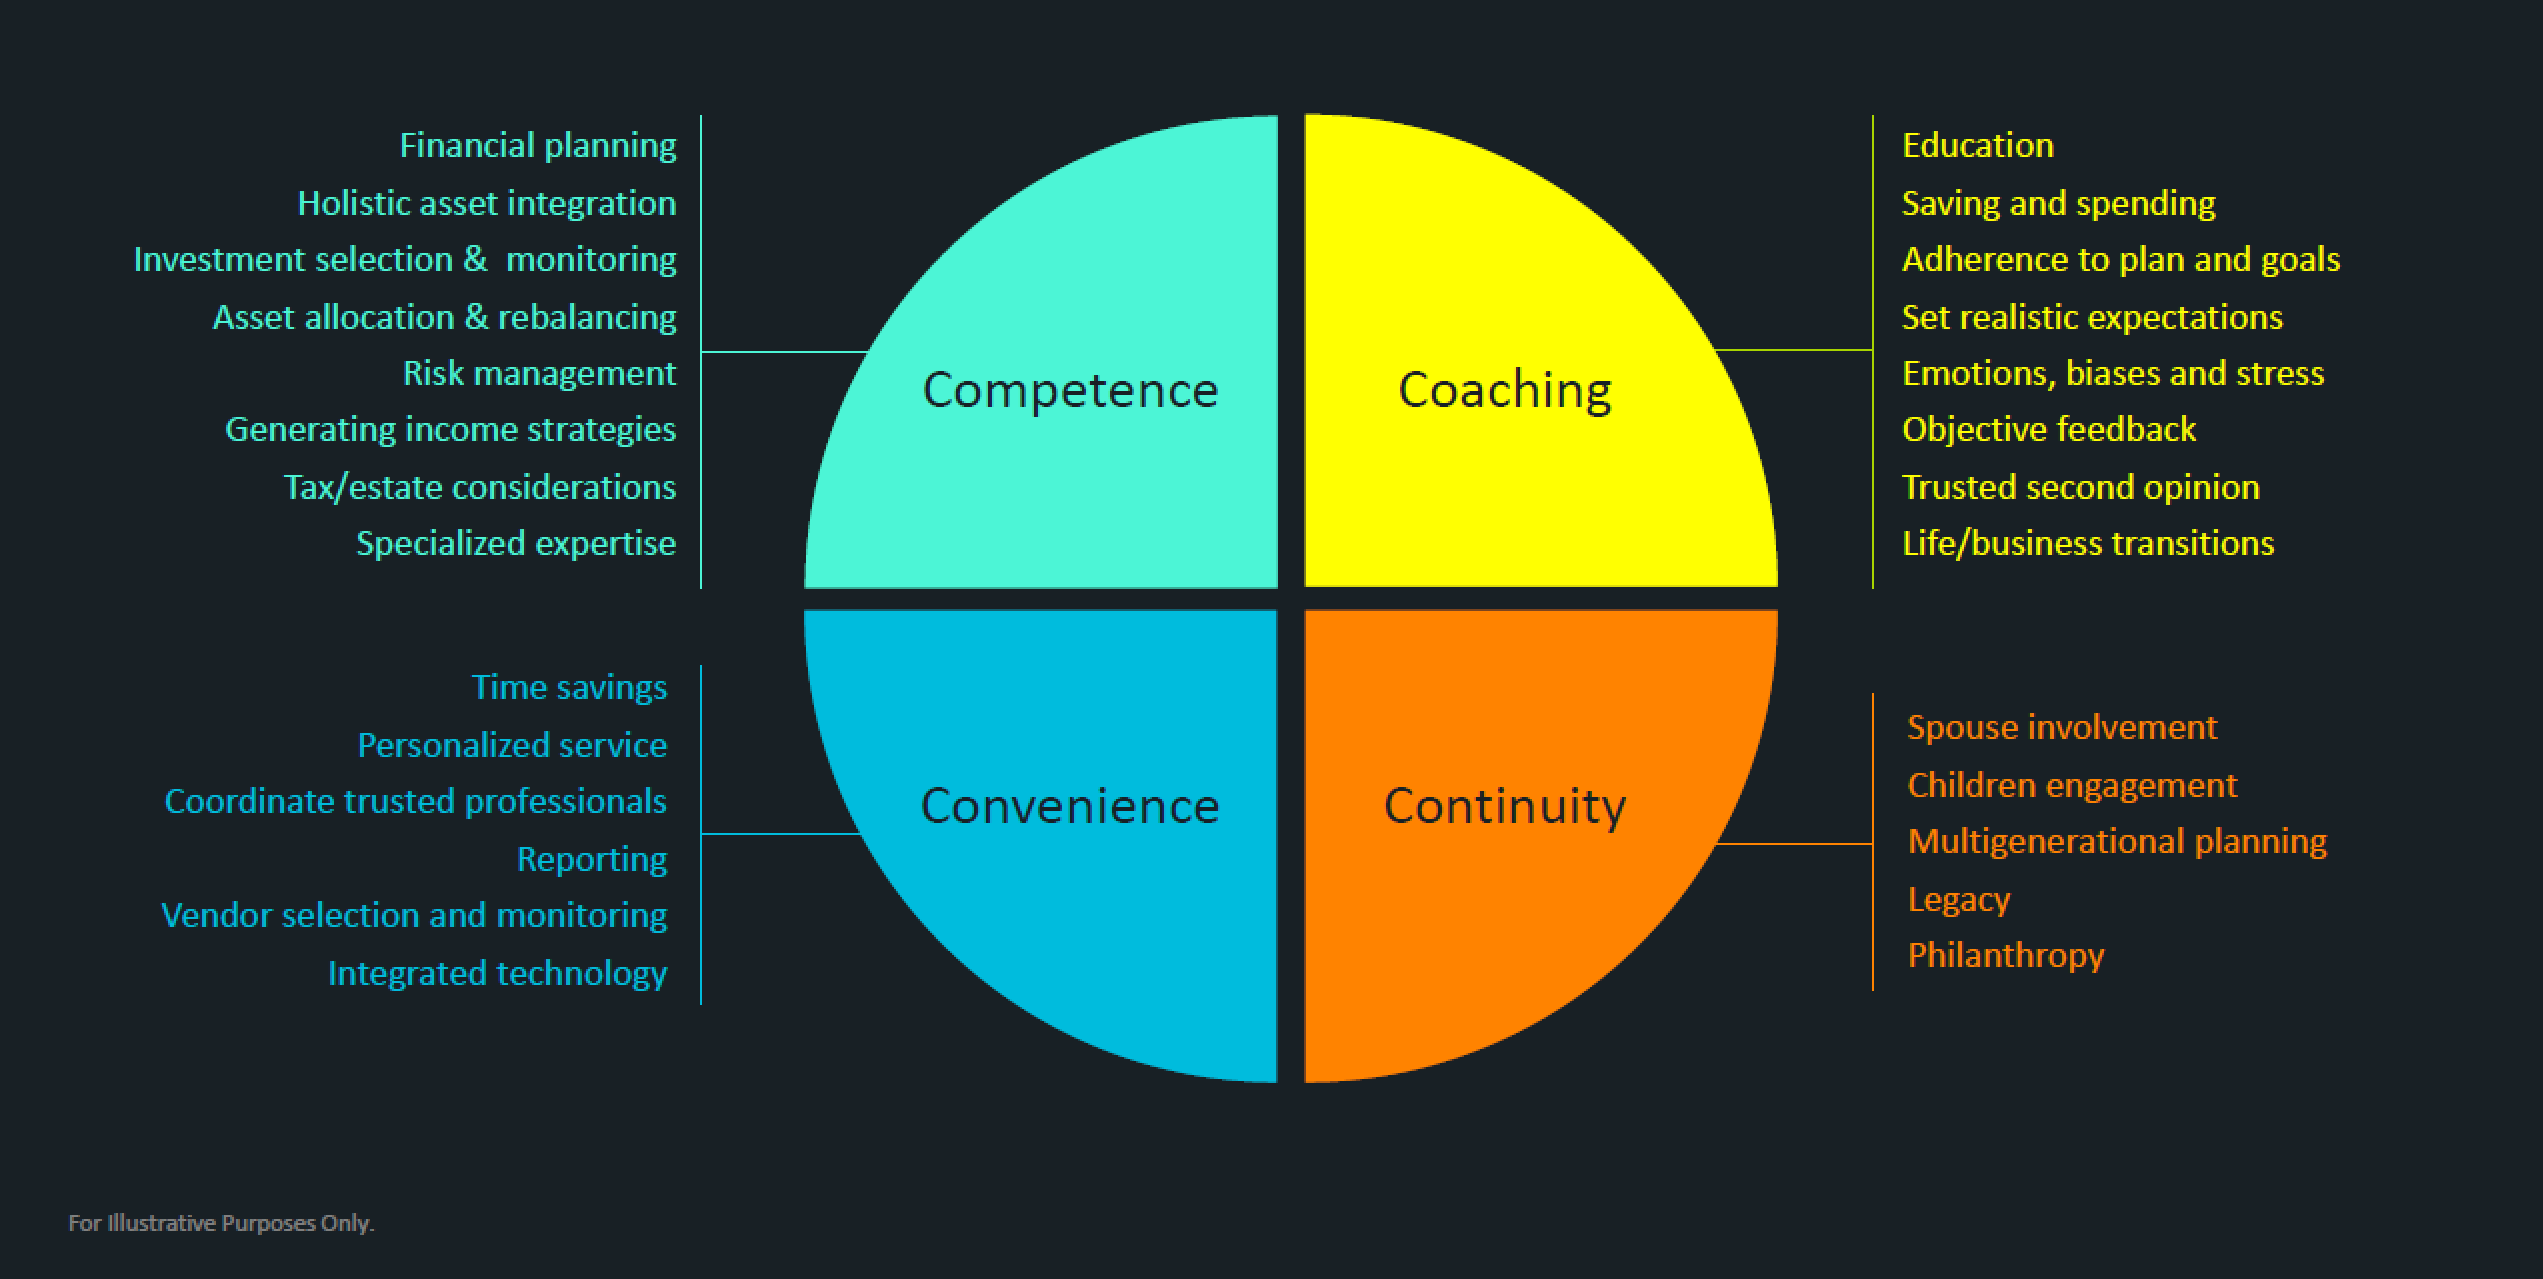 Financial planning
Holistic asset integration
Investment selection &  monitoring
Asset allocation & rebalancing
Risk management
Generating income strategies
Tax/estate considerations
Specialized expertise
Competence
Coaching
Education
Saving and spending
Adherence to plan and goals
Set realistic expectations
Emotions, biases and stress
Objective feedback
Trusted second opinion
Life/business transitions
Time savings
Personalized service
Coordinate trusted professionals
Reporting
Vendor selection and monitoring
Integrated technology
Convenience
Continuity
Spouse involvement
Children engagement
Multigenerational planning
Legacy
Philanthropy
For Illustrative Purposes Only.